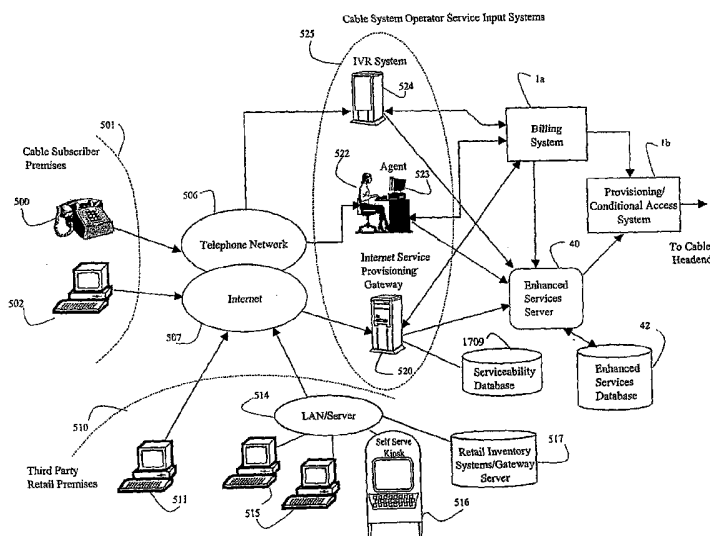 Cable System Operator Service Input Systems
525
IVR System
524
1a
Billing
System
501
Cable Subscriber
Premises
500
502
506
Telephone Network
Internet
507
522
Agent
523
1b
Provisioning/
Conditional Access
System
To Cable
Headend
Internet Service
Provisioning
Gateway
520
40
Enhanced
Services
Server
1709
Serviceability
Database
42
Enhanced
Services
Database
510
514
LAN/Server
Third Party
Retail Premises
511
515
Self Serve
Kiosk
516
Retail Inventory
Systems/Gateway
Server
517